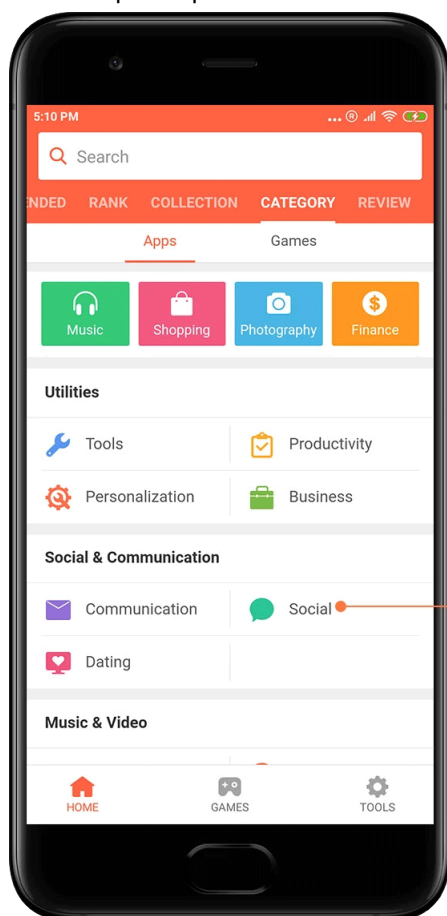 5:10 PM
... ®
Search
NDED RANK COLLECTION CATEGORY REVIEW
Apps Games
Music Shopping Photography Finance
Utilities
Tools Productivity
Personalization Business
Social & Communication
Communication Social
Dating
Music & Video
HOME GAMES TOOLS